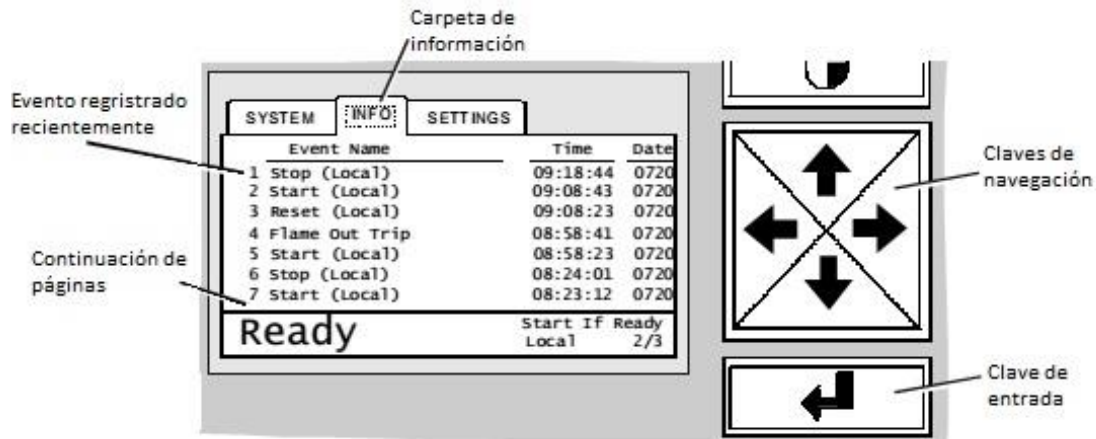 Carpeta de
información
Evento regristrado
recientemente
SYSTEM INFO SETTINGS
Event Name Time Date
1 Stop (Local) 09:18:44 0720
2 Start (Local) 09:08:43 0720
3 Reset (Local) 09:08:23 0720
4 Flame Out Trip 08:58:41 0720
5 Start (Local) 08:58:23 0720
6 Stop (Local) 08:24:01 0720
7 Start (Local) 08:23:12 0720
Continuación de
páginas
Ready
Start If Ready
Local 2/3
Claves de
navegación
Clave de
entrada